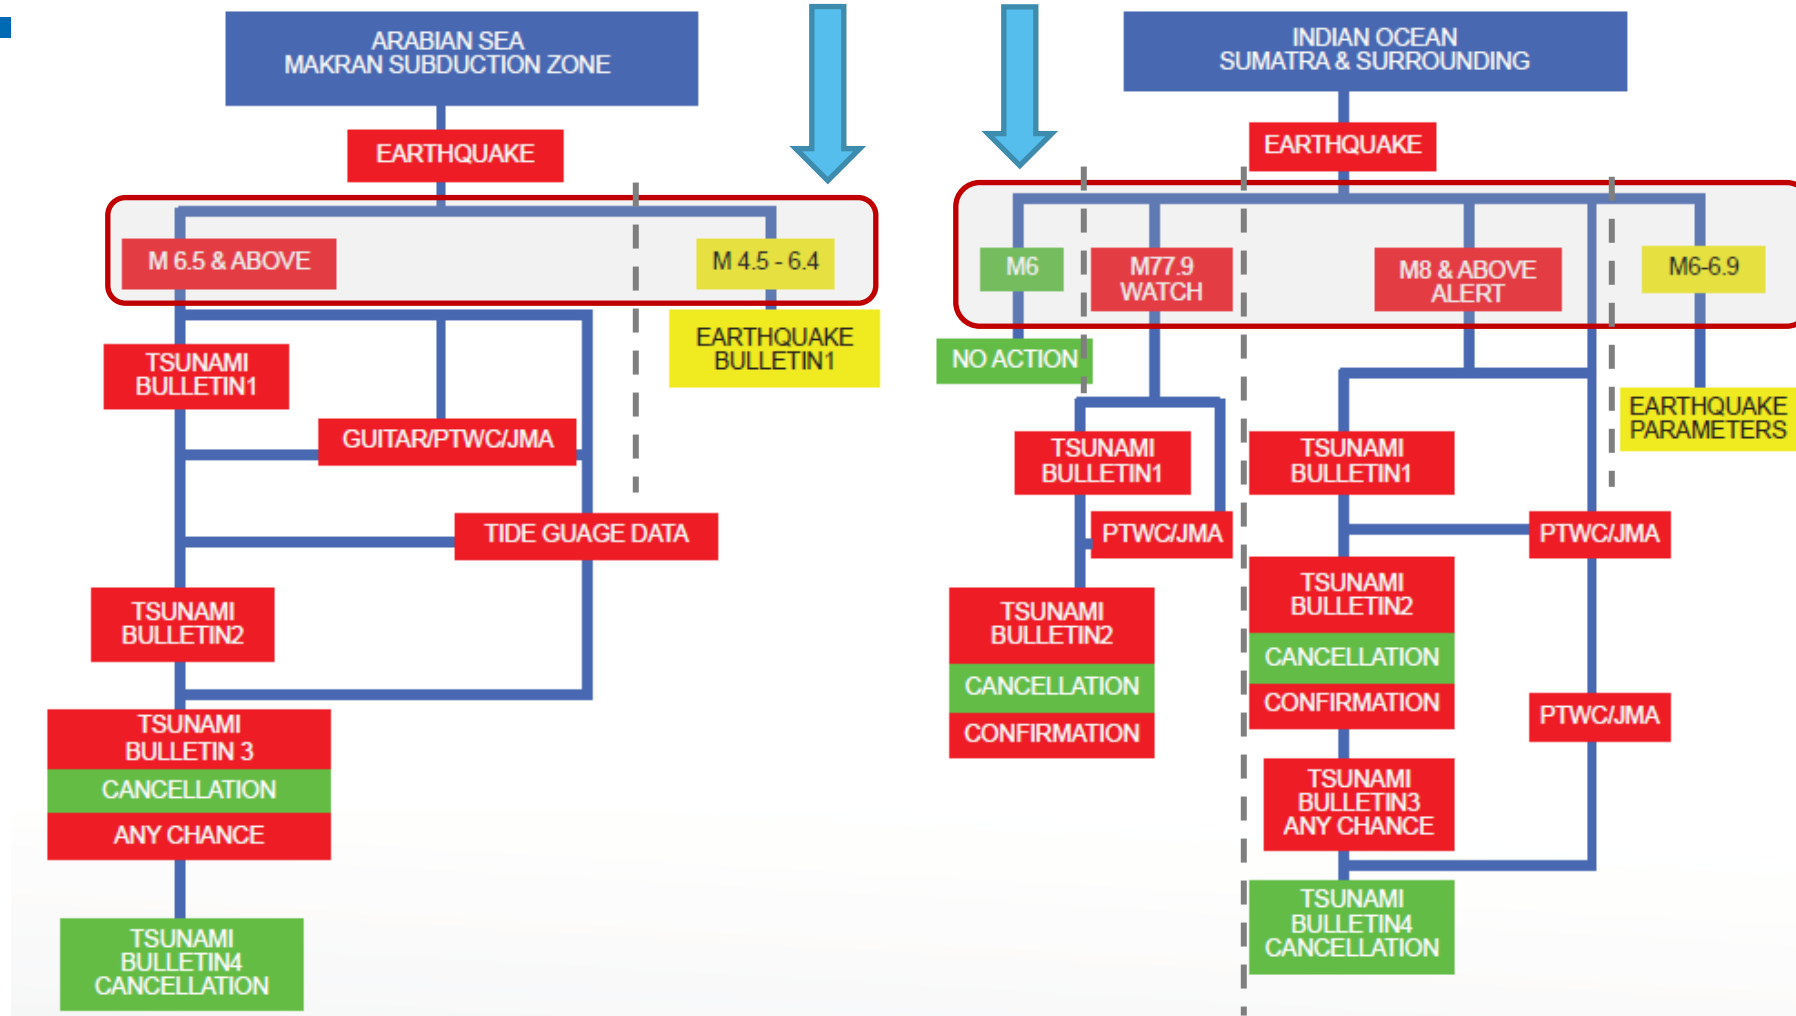 ARABIAN SEA
MAKRAN SUBDUCTION ZONE
EARTHQUAKE
M 6.5 & ABOVE
M 4.5 - 6.4
EARTHQUAKE
BULLETIN1
TSUNAMI
BULLETIN1
GUITAR/PTWC/JMA
TIDE GUAGE DATA
TSUNAMI
BULLETIN2
TSUNAMI
BULLETIN 3
CANCELLATION
ANY CHANCE
TSUNAMI
BULLETIN4
CANCELLATION
INDIAN OCEAN
SUMATRA & SURROUNDING
EARTHQUAKE
M6
M77.9
WATCH
M8 & ABOVE
ALERT
M6-6.9
NO ACTION
EARTHQUAKE
PARAMETERS
TSUNAMI
BULLETIN1
PTWC/JMA
TSUNAMI
BULLETIN2
CANCELLATION
CONFIRMATION
TSUNAMI
BULLETIN1
PTWC/JMA
TSUNAMI
BULLETIN2
CANCELLATION
CONFIRMATION
PTWC/JMA
TSUNAMI
BULLETIN3
ANY CHANCE
TSUNAMI
BULLETIN4
CANCELLATION